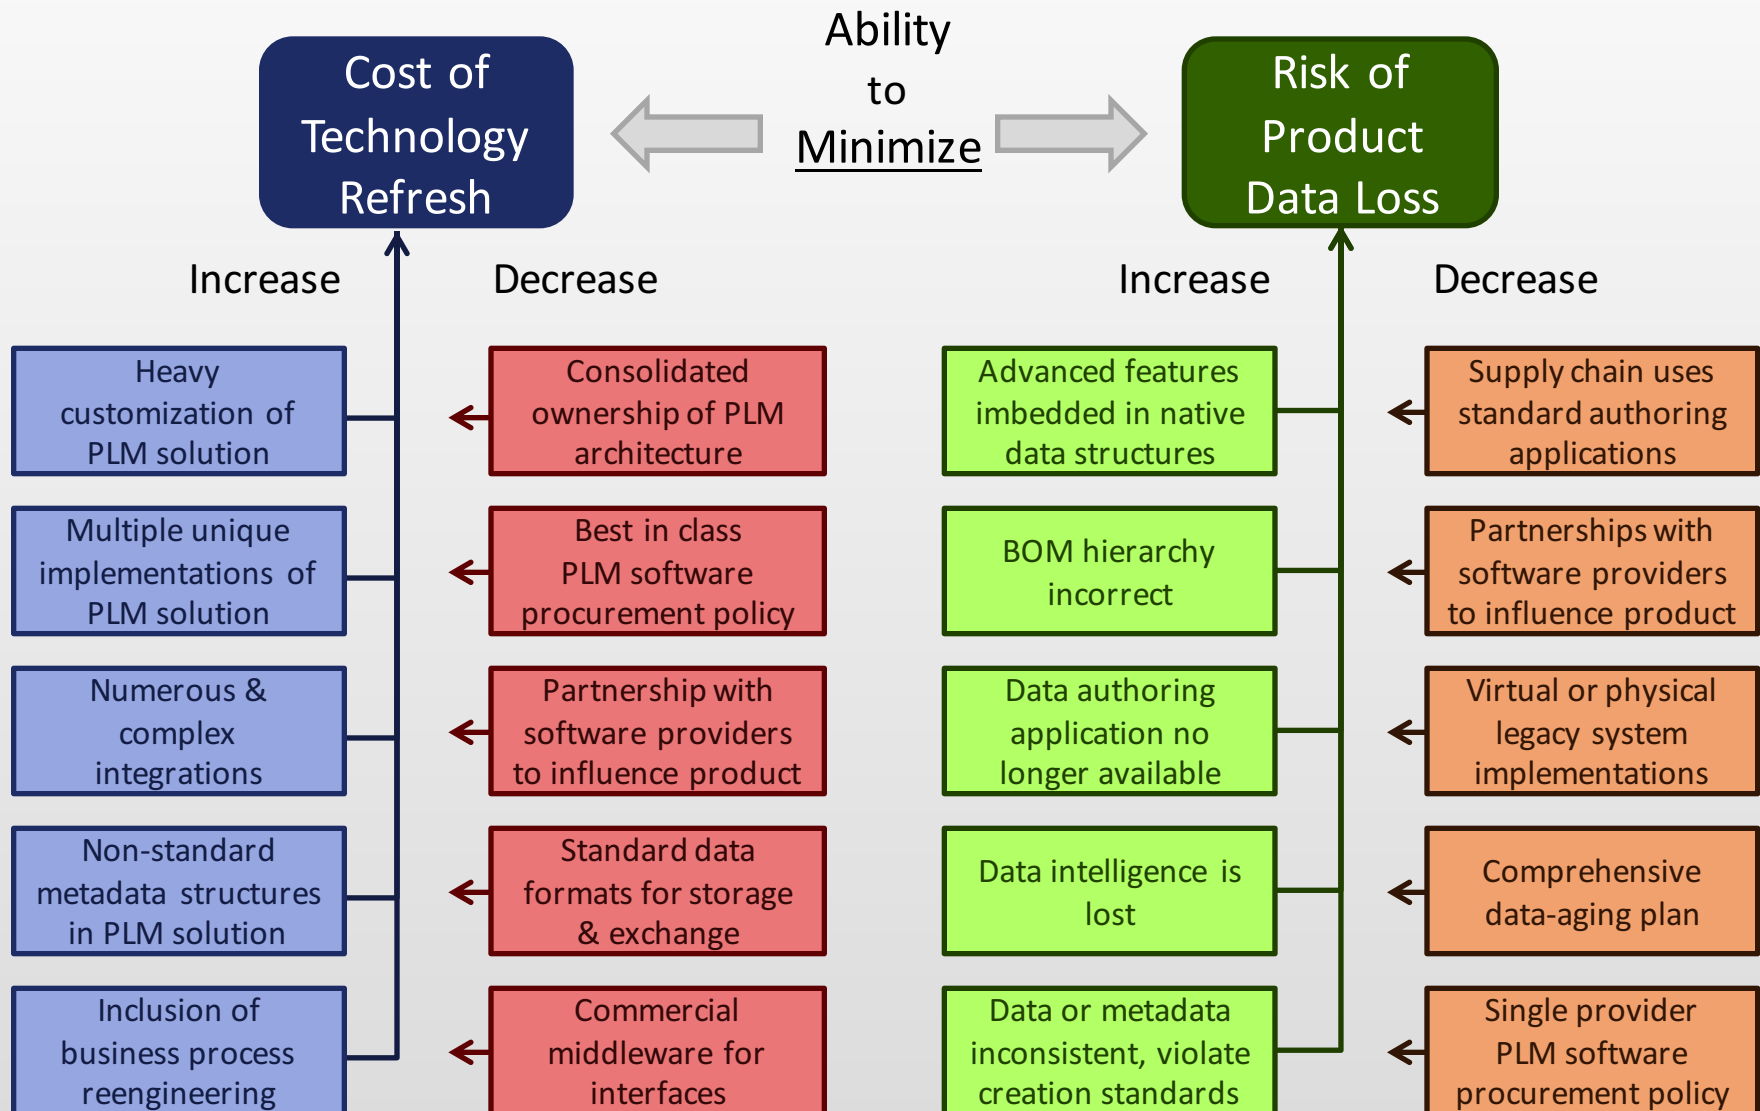 Ability
to
Minimize
Cost of
Technology
Refresh
Risk of
Product
Data Loss
Increase
Decrease
Heavy
customization of
PLM solution
Multiple unique
implementations of
PLM solution
Numerous &
complex
integrations
Non-standard
metadata structures
in PLM solution
Inclusion of
business process
reengineering
Consolidated
ownership of PLM
architecture
Best in class
PLM software
procurement policy
Partnership with
software providers
to influence product
Standard data
formats for storage
& exchange
Commercial
middleware for
interfaces
Increase
Decrease
Advanced features
imbedded in native
data structures
BOM hierarchy
incorrect
Data authoring
application no
longer available
Data intelligence is
lost
Data or metadata
inconsistent, violate
creation standards
Supply chain uses
standard authoring
applications
Partnerships with
software providers
to influence product
Virtual or physical
legacy system
implementations
Comprehensive
data-aging plan
Single provider
PLM software
procurement policy